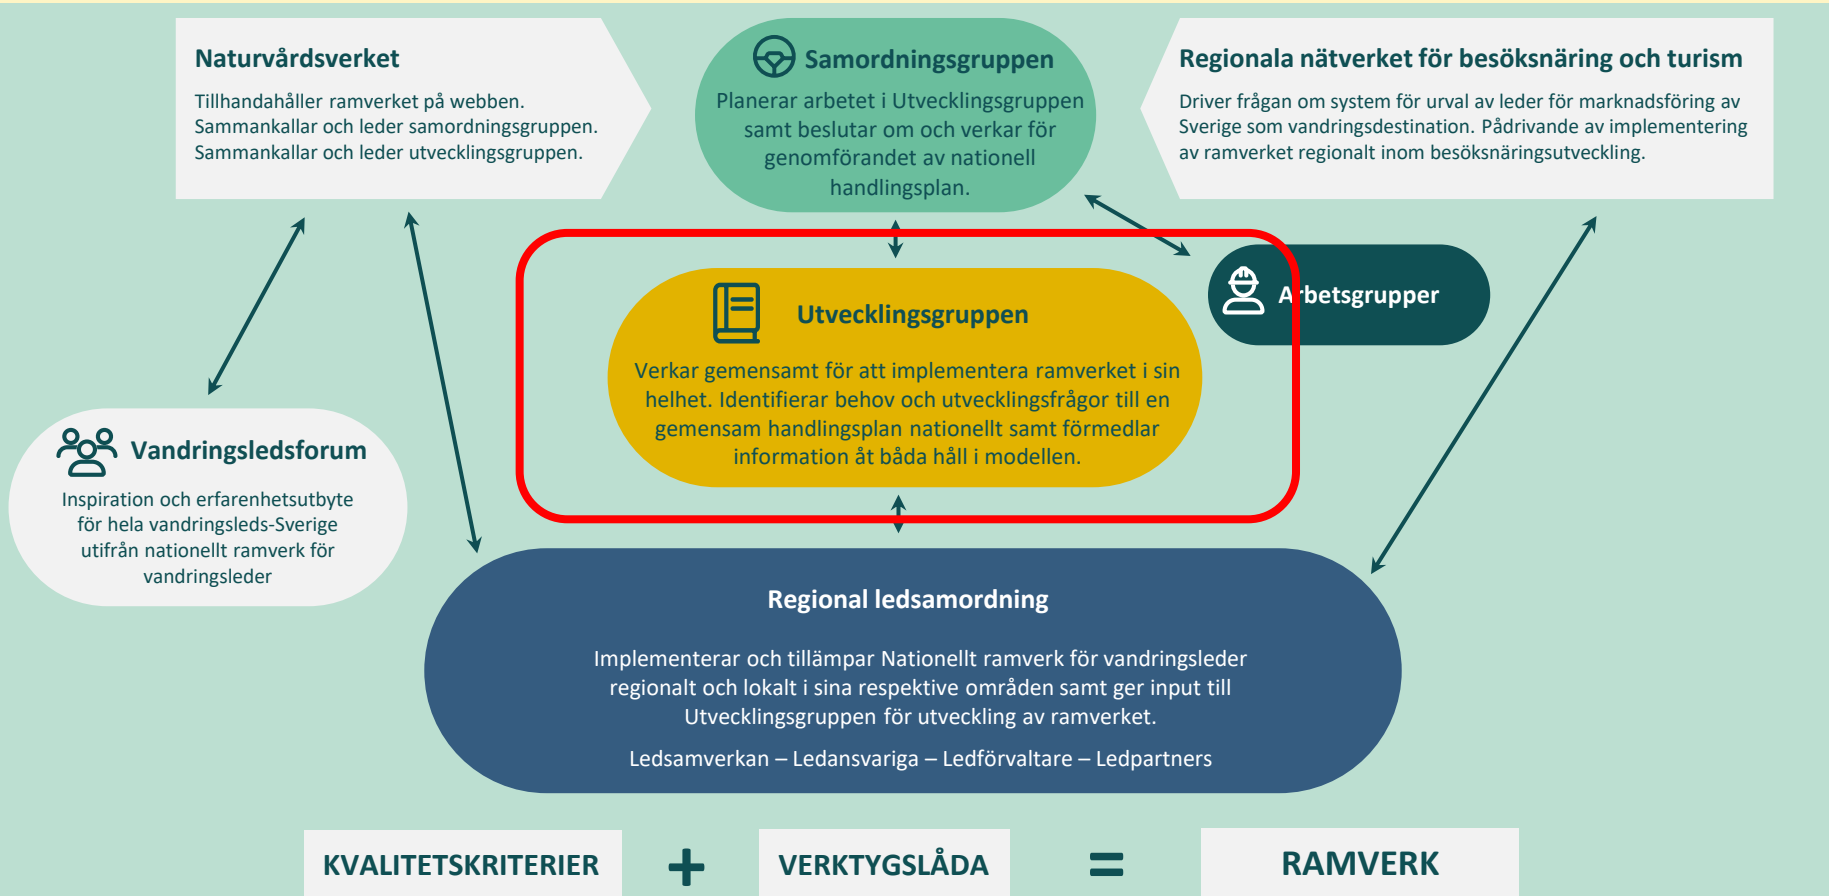 Naturvårdsverket
Tillhandahåller ramverket på webben.
Sammankallar och leder samordningsgruppen.
Sammankallar och leder utvecklingsgruppen.
Samordningsgruppen
Planerar arbetet i Utvecklingsgruppen
samt beslutar om och verkar för
genomförandet av nationell
handlingsplan.
Regionala nätverket för besöksnäring och turism
Driver frågan om system för urval av leder för marknadsföring av
Sverige som vandringsdestination. Pådrivande av implementering
av ramverket regionalt inom besöksnäringsutveckling.
Arbetsgrupper
Utvecklingsgruppen
Verkar gemensamt för att implementera ramverket i sin
helhet. Identifierar behov och utvecklingsfrågor till en
gemensam handlingsplan nationellt samt förmedlar
information åt båda håll i modellen.
Vandringsledsforum
Inspiration och erfarenhetsutbyte
för hela vandringsleds-Sverige
utifrån nationellt ramverk för
vandringsleder
Regional ledsamordning
Implementerar och tillämpar Nationellt ramverk för vandringsleder
regionalt och lokalt i sina respektive områden samt ger input till
Utvecklingsgruppen för utveckling av ramverket.
Ledsamverkan – Ledansvariga – Ledförvaltare – Ledpartners
KVALITETSKRITERIER + VERKTYGSLÅDA = RAMVERK